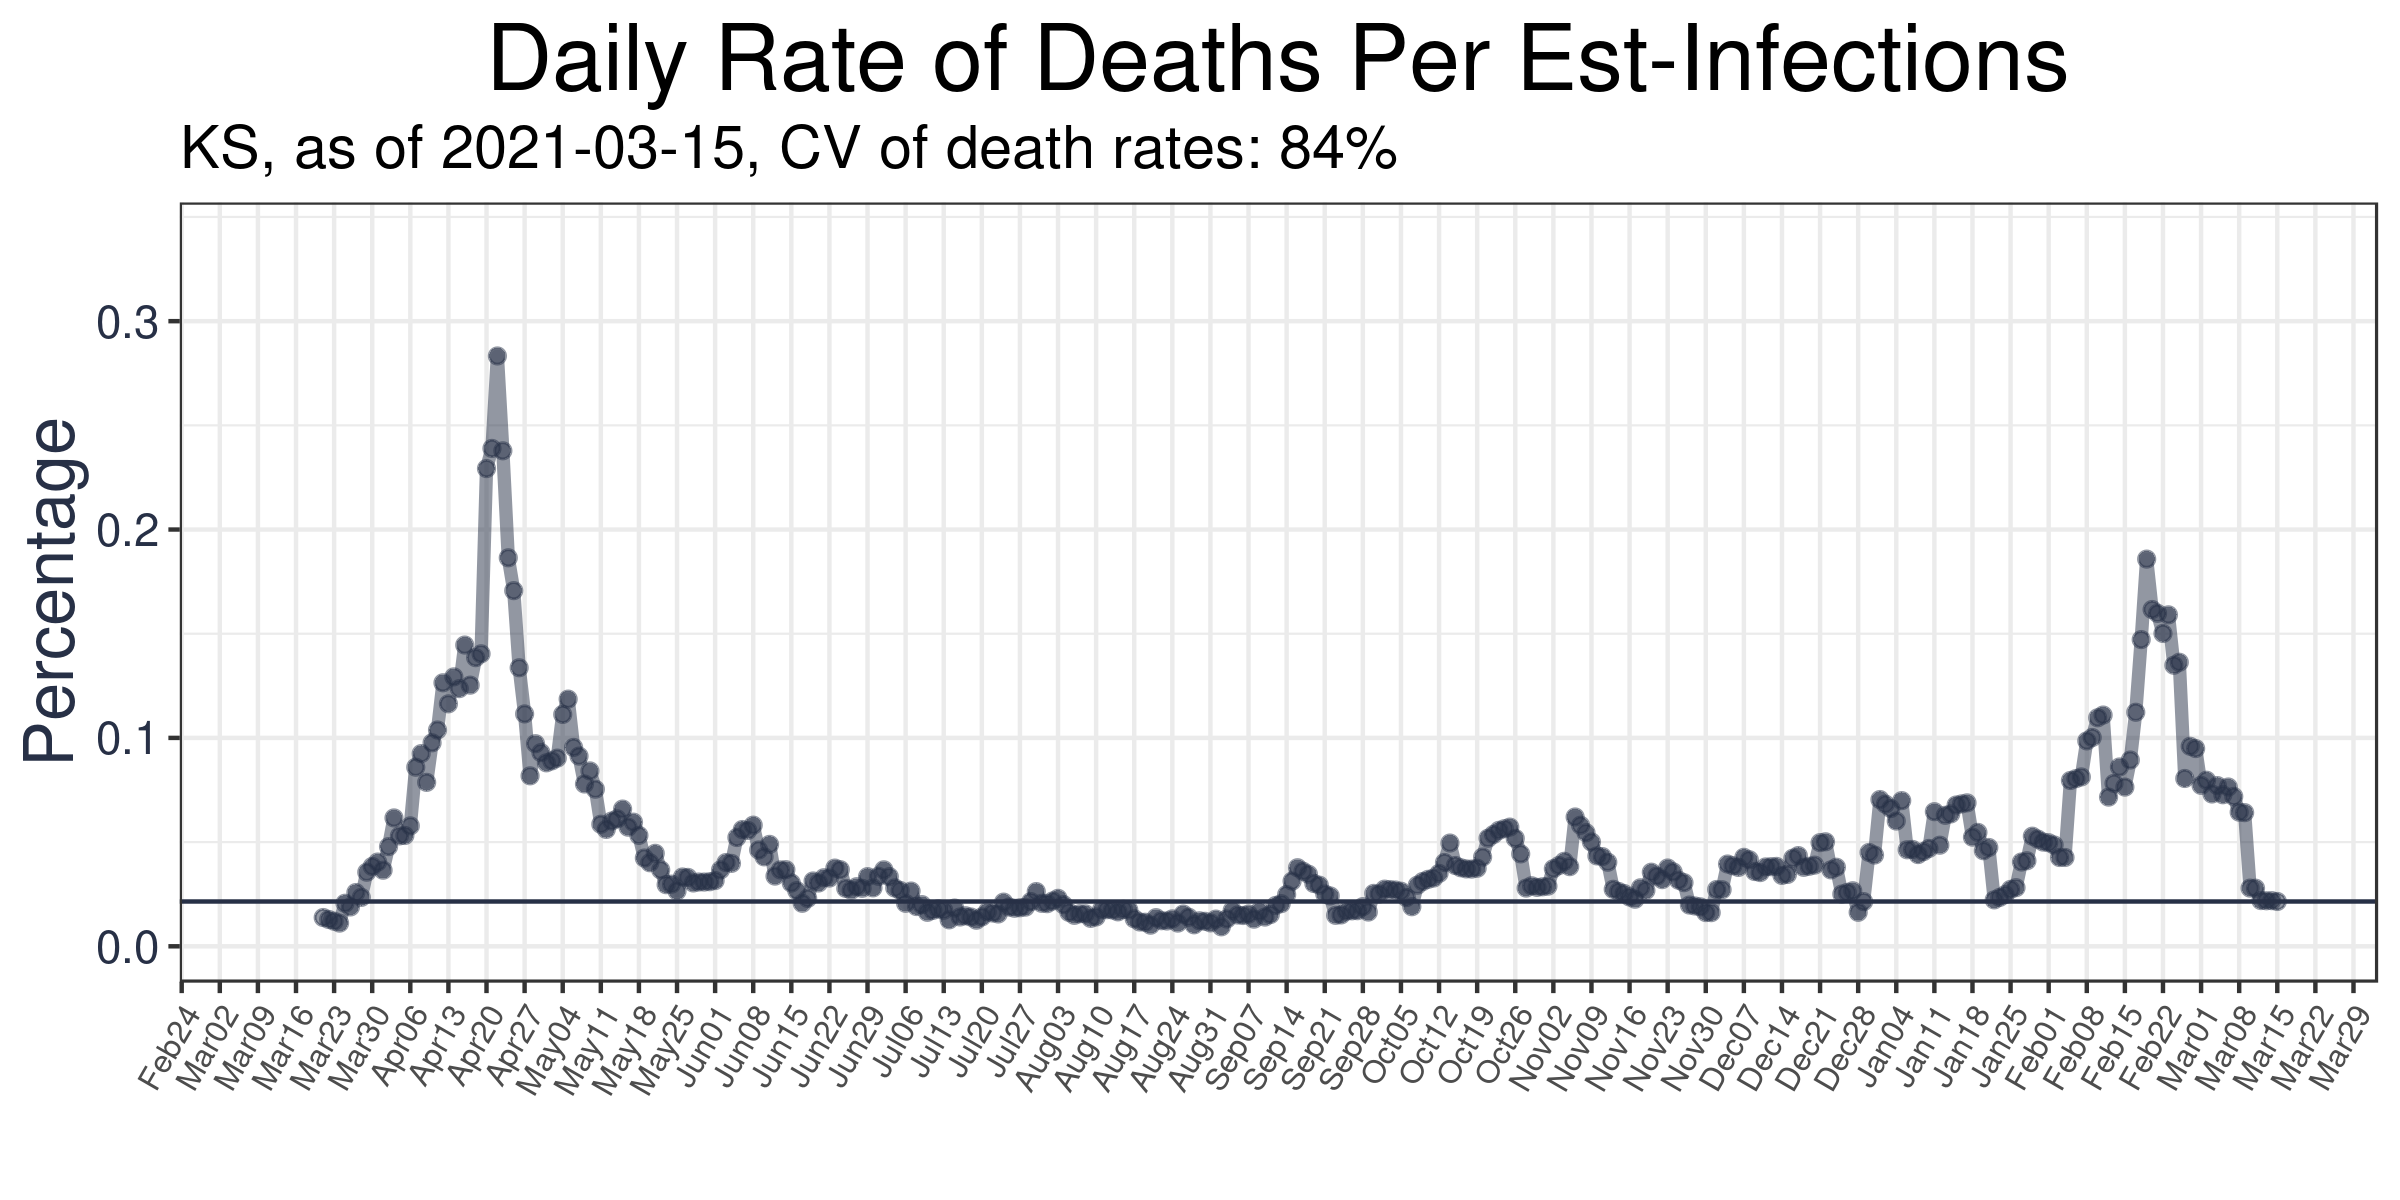 Daily Rate of Deaths Per Est-Infections
KS, as of 2021-03-15, CV of death rates: 84%
Percentage
0.3
0.2
0.1
0.0
Feb24
Mar02
Mar09
Mar16
Mar23
Mar30
Apr06
Apr13
Apr20
Apr27
May04
May11
May18
May25
Jun01
Jun08
Jun15
Jun22
Jun29
Jul06
Jul13
Jul20
Jul27
Aug03
Aug10
Aug17
Aug24
Aug31
Sep07
Sep14
Sep21
Sep28
Oct05
Oct12
Oct19
Oct26
Nov02
Nov09
Nov16
Nov23
Nov30
Dec07
Dec14
Dec21
Dec28
Jan04
Jan11
Jan18
Jan25
Feb01
Feb08
Feb15
Feb22
Mar01
Mar08
Mar15
Mar22
Mar29